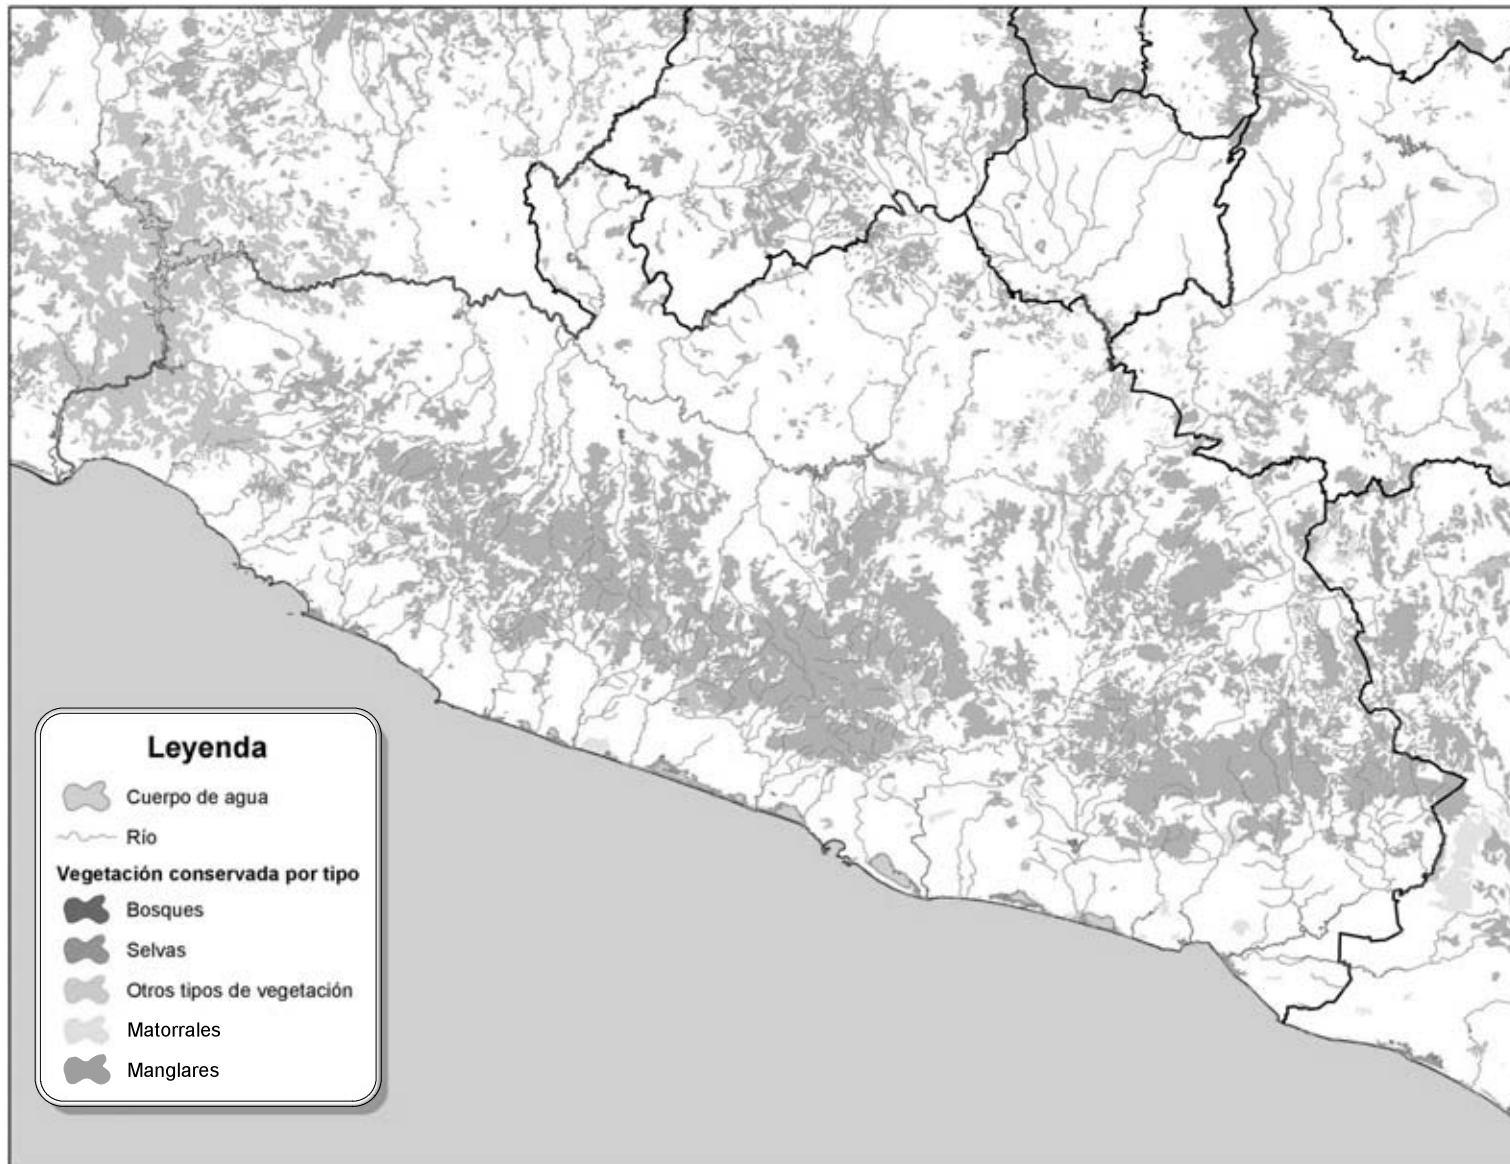 Leyenda
Cuerpo de agua
Río
Vegetación conservada por tipo
Bosques
Selvas
Otros tipos de vegetación
Matorrales
Manglares